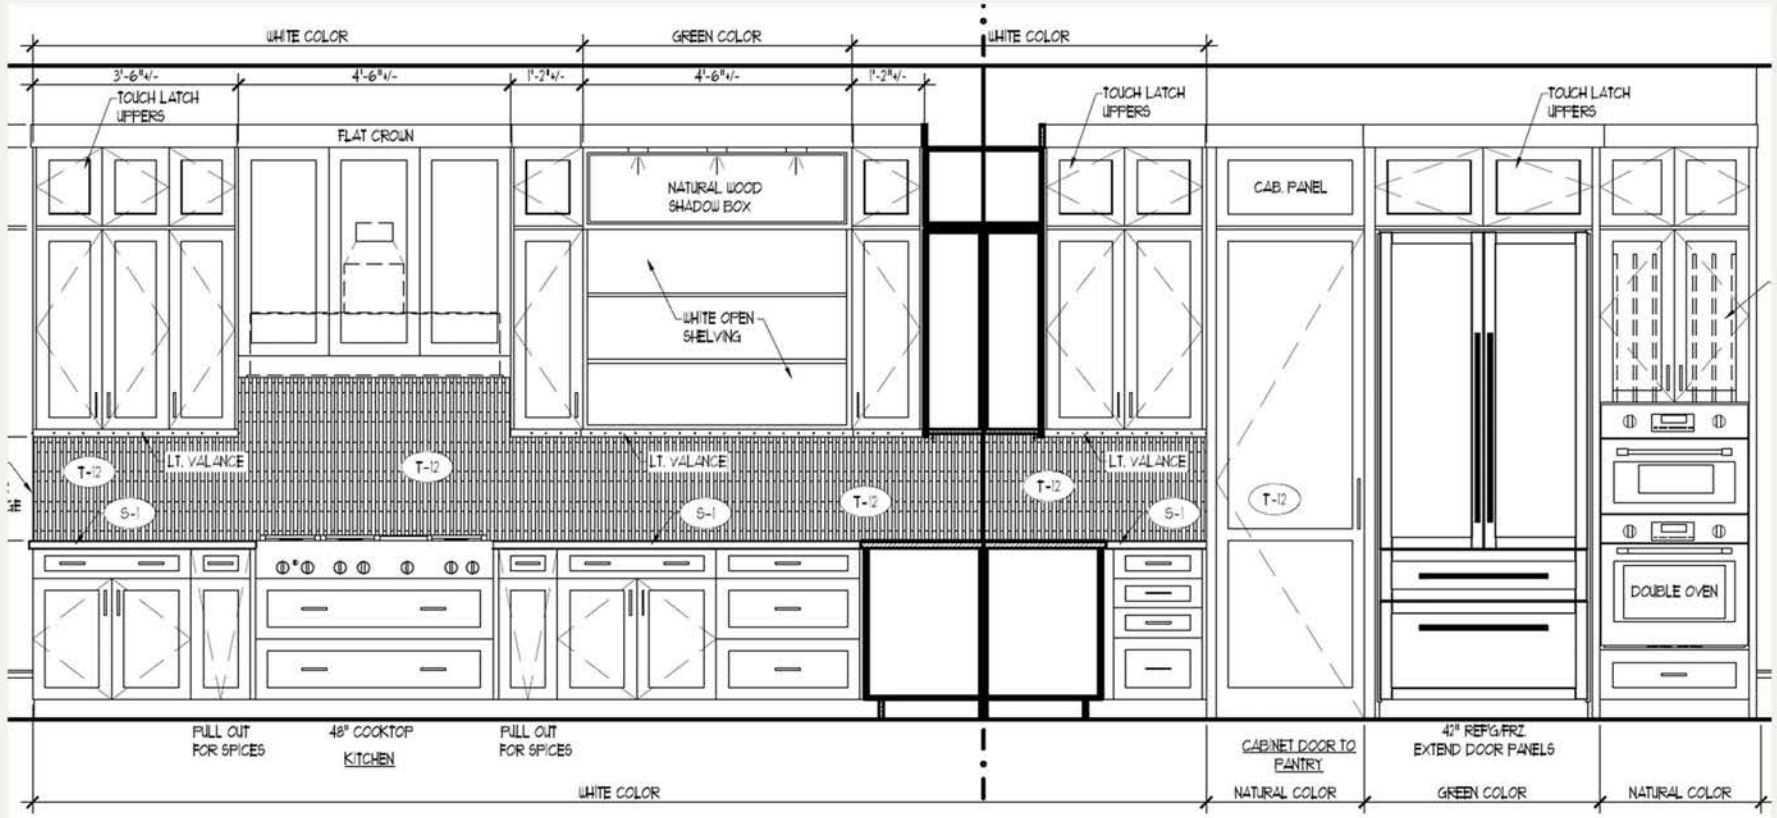 WHITE COLOR
GREEN COLOR
WHITE COLOR
3'-6"+/-
4'-6"+/-
1'-2"+/-
4'-6"+/-
1'-2"+/-
TOUCH LATCH
UPPERS
TOUCH LATCH
UPPERS
TOUCH LATCH
UPPERS
FLAT CROWN
NATURAL WOOD
SHADOW BOX
CAB. PANEL
WHITE OPEN
SHELVING
LT. VALANCE
LT. VALANCE
LT. VALANCE
T-12
T-12
T-12
T-12
T-12
S-1
S-1
S-1
GE
DOUBLE OVEN
PULL OUT
FOR SPICES
48" COOKTOP
KITCHEN
PULL OUT
FOR SPICES
CABINET DOOR TO
PANTRY
42" REF'G/FRZ.
EXTEND DOOR PANELS
WHITE COLOR
NATURAL COLOR
GREEN COLOR
NATURAL COLOR